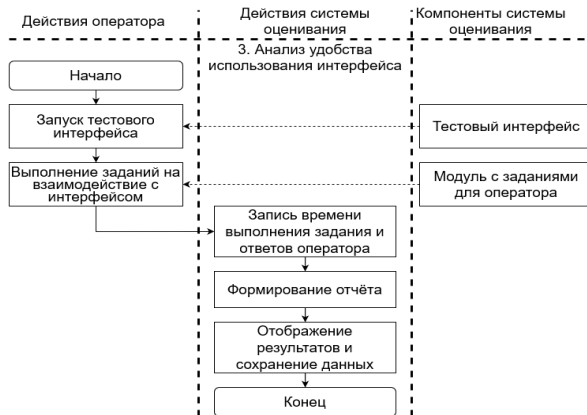 Действия оператора
Действия системы
оценивания
Компоненты системы
оценивания
3. Анализ удобства
использования интерфейса
Начало
Запуск тестового
интерфейса
Тестовый интерфейс
Выполнение заданий на
взаимодействие с
интерфейсом
Модуль с заданиями
для оператора
Запись времени
выполнения задания и
ответов оператора
Формирование отчёта
Отображение
результатов и
сохранение данных
Конец